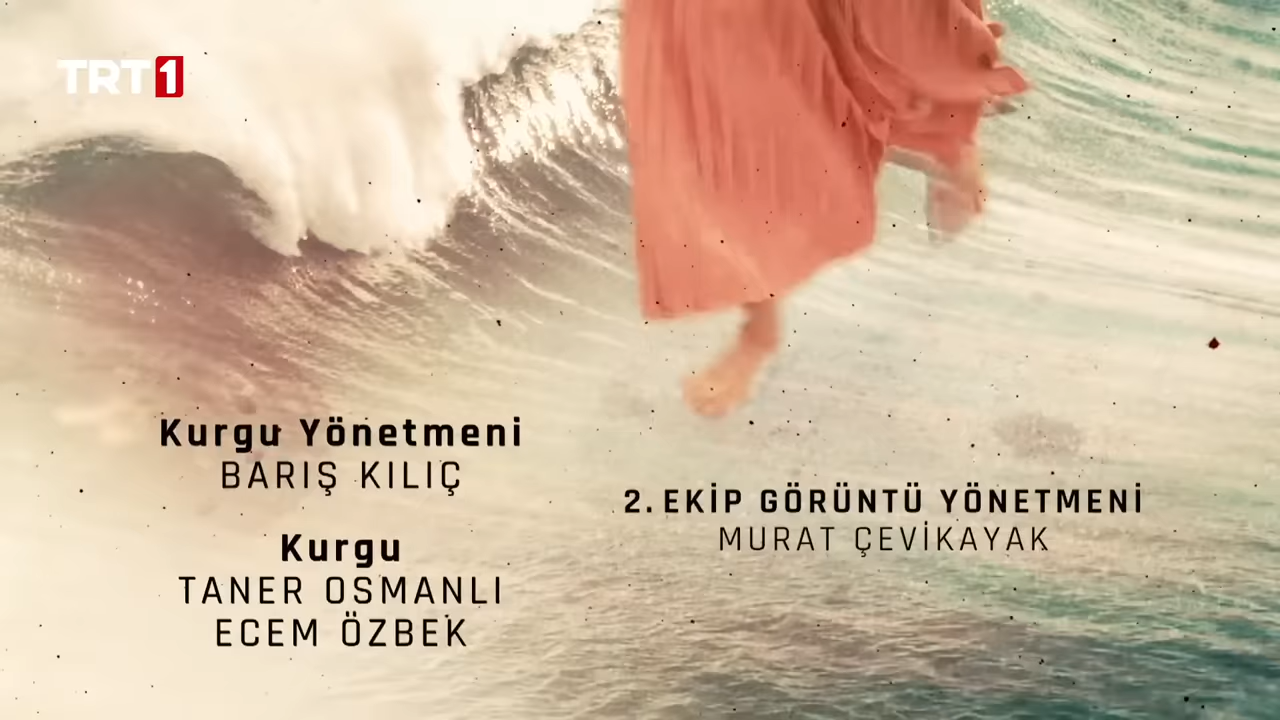 TRT1
Kurgu Yönetmeni
BARIŞ KILIÇ
Kurgu
TANER OSMANLI
ECEM ÖZBEK
2. EKİP GÖRÜNTÜ YÖNETMENİ
MURAT ÇEVİKAYAK